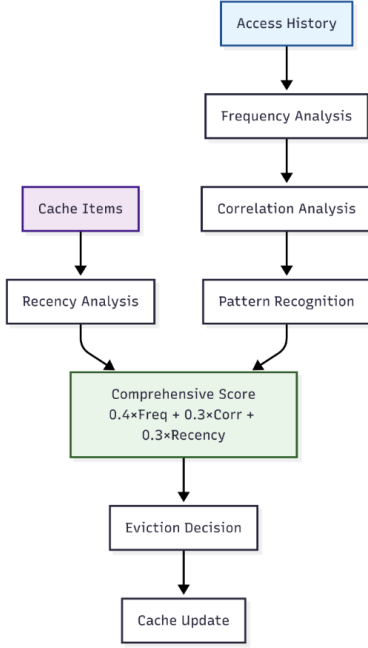 Access History
Frequency Analysis
Cache Items
Correlation Analysis
Recency Analysis
Pattern Recognition
Comprehensive Score
0.4×Freq + 0.3×Corr +
0.3×Recency
Eviction Decision
Cache Update